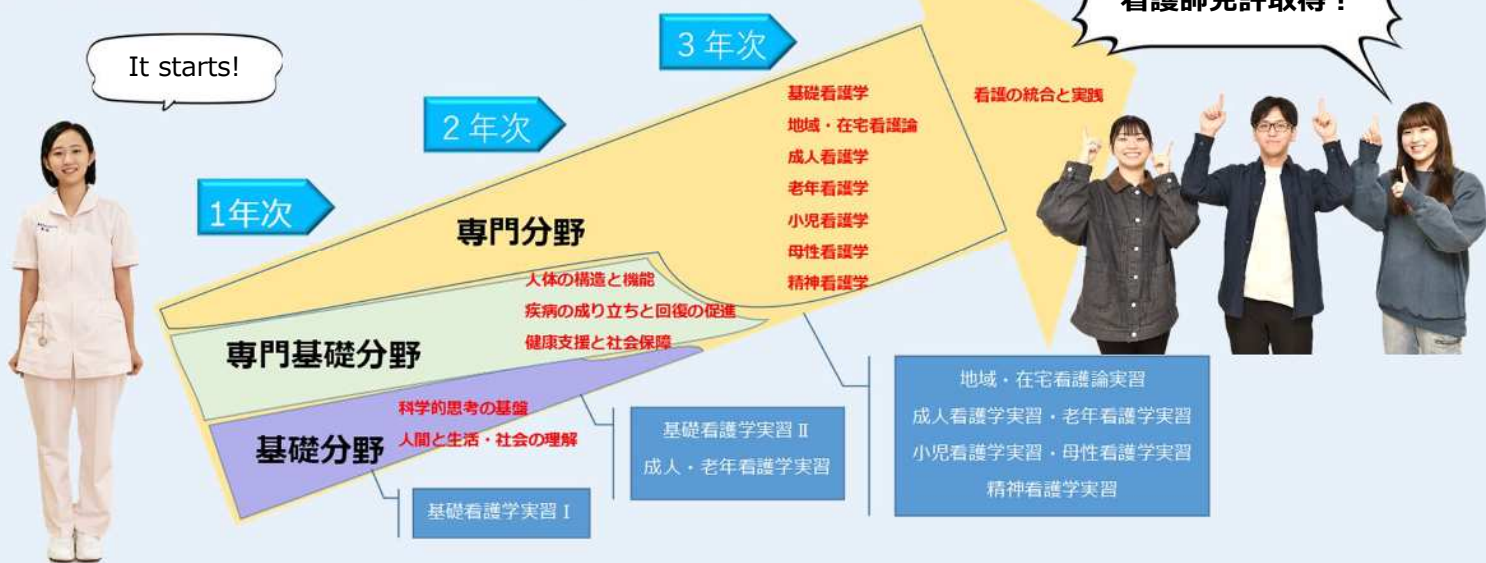 看護師免許取得！
It starts!
3年次
2年次
1年次
基礎看護学
地域・在宅看護論
成人看護学
老年看護学
小児看護学
母性看護学
精神看護学
看護の統合と実践
専門分野
人体の構造と機能
疾病の成り立ちと回復の促進
健康支援と社会保障
専門基礎分野
科学的思考の基盤
人間と生活・社会の理解
基礎分野
基礎看護学実習Ⅰ
基礎看護学実習Ⅱ
成人・老年看護学実習
地域・在宅看護論実習
成人看護学実習・老年看護学実習
小児看護学実習・母性看護学実習
精神看護学実習